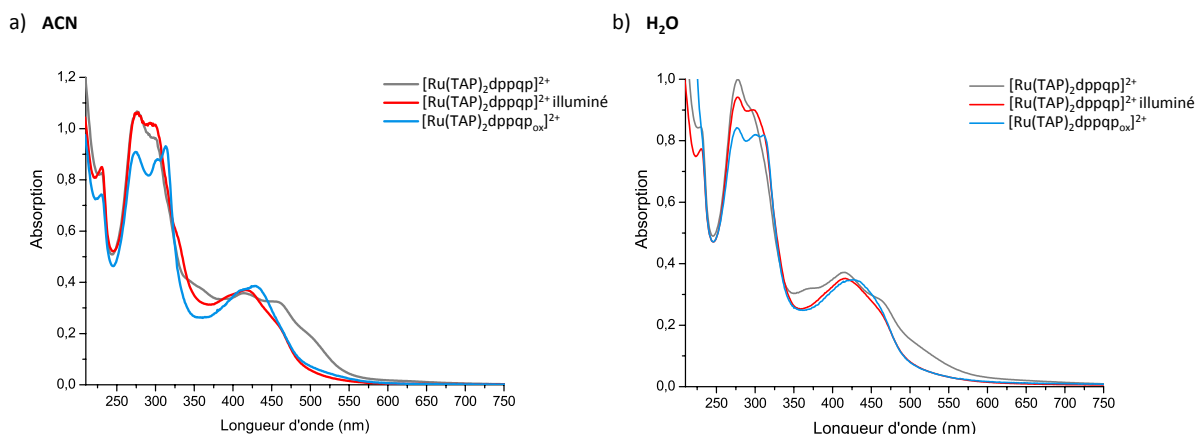 a) ACN
[Ru(TAP)₂dppqp]²⁺
[Ru(TAP)₂dppqp]²⁺ illuminé
[Ru(TAP)₂dppqpₒₓ]²⁺
1,2
1,0
0,8
0,6
0,4
0,2
0,0
Absorption
250 300 350 400 450 500 550 600 650 700 750
Longueur d'onde (nm)
b) H₂O
[Ru(TAP)₂dppqp]²⁺
[Ru(TAP)₂dppqp]²⁺ illuminé
[Ru(TAP)₂dppqpₒₓ]²⁺
1,0
0,8
0,6
0,4
0,2
0,0
Absorption
250 300 350 400 450 500 550 600 650 700 750
Longueur d'onde (nm)